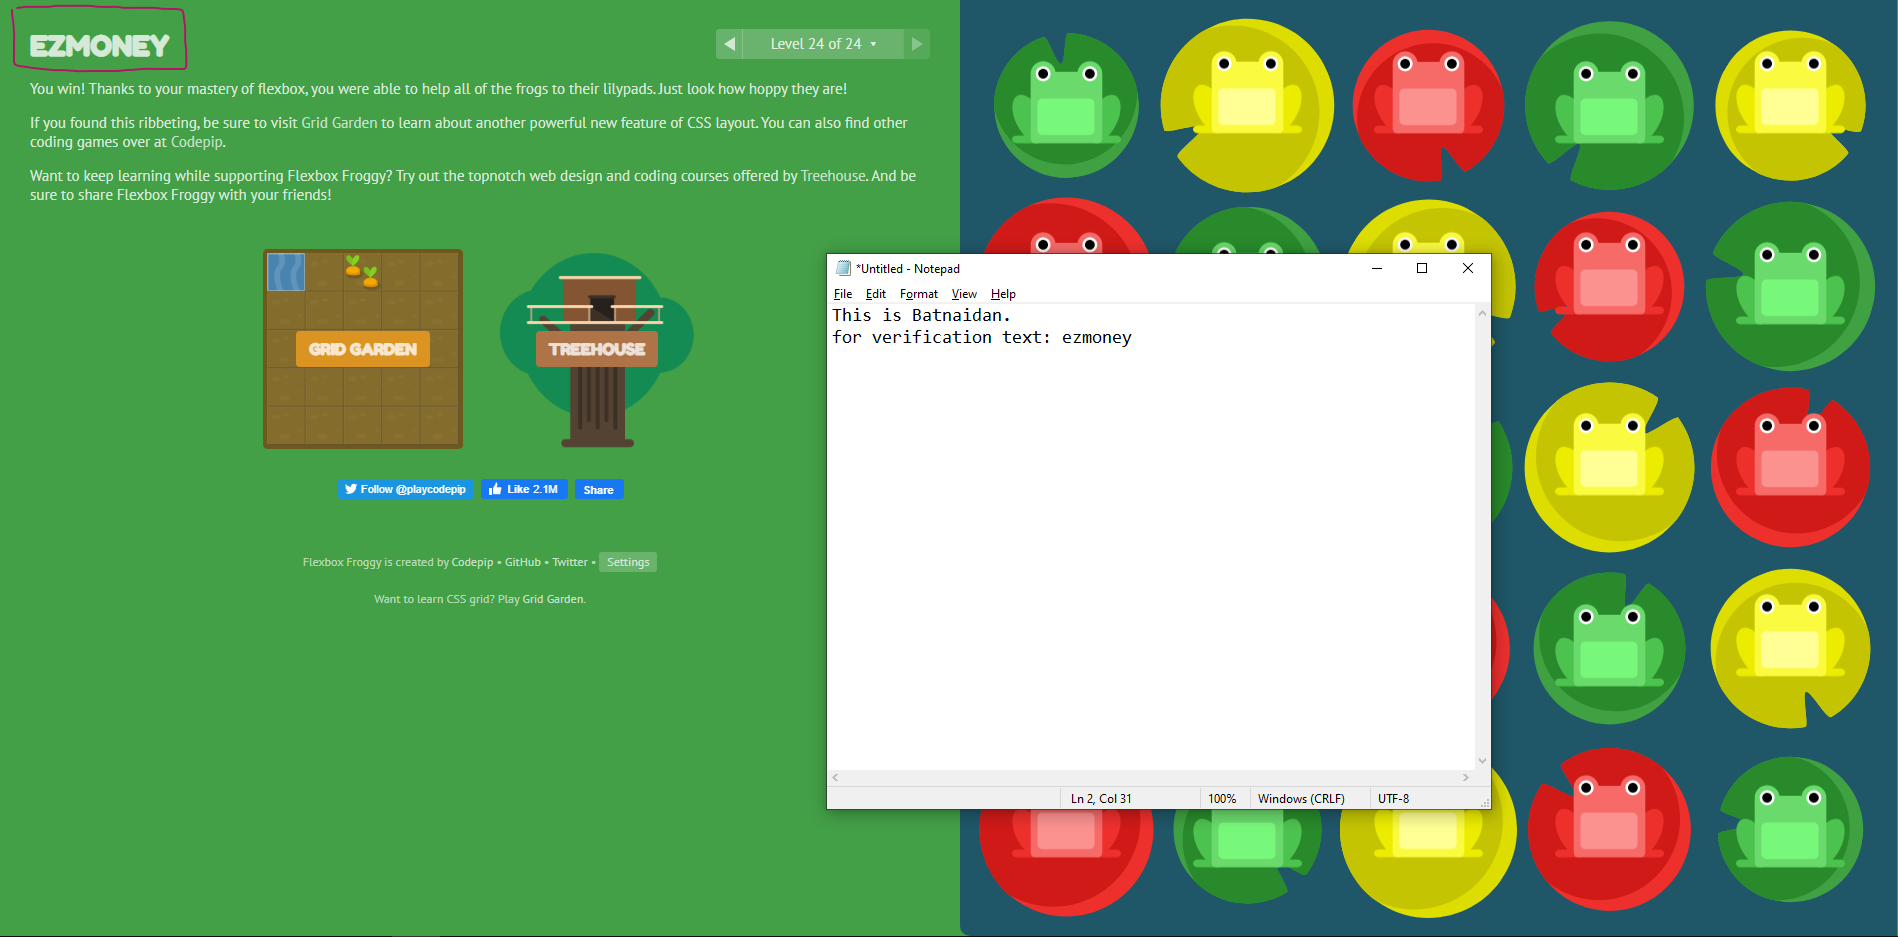 EZMONEY
◀ Level 24 of 24 ▾ ▶
You win! Thanks to your mastery of flexbox, you were able to help all of the frogs to their lilypads. Just look how hoppy they are!
If you found this ribbeting, be sure to visit Grid Garden to learn about another powerful new feature of CSS layout. You can also find other
coding games over at Codepip.
Want to keep learning while supporting Flexbox Froggy? Try out the topnotch web design and coding courses offered by Treehouse. And be
sure to share Flexbox Froggy with your friends!
GRID GARDEN
TREEHOUSE
Follow @playcodepip
Like 2.1M
Share
Flexbox Froggy is created by Codepip • GitHub • Twitter • Settings
Want to learn CSS grid? Play Grid Garden.
*Untitled - Notepad
File Edit Format View Help
This is Batnaidan.
for verification text: ezmoney
Ln 2, Col 31
100%
Windows (CRLF)
UTF-8